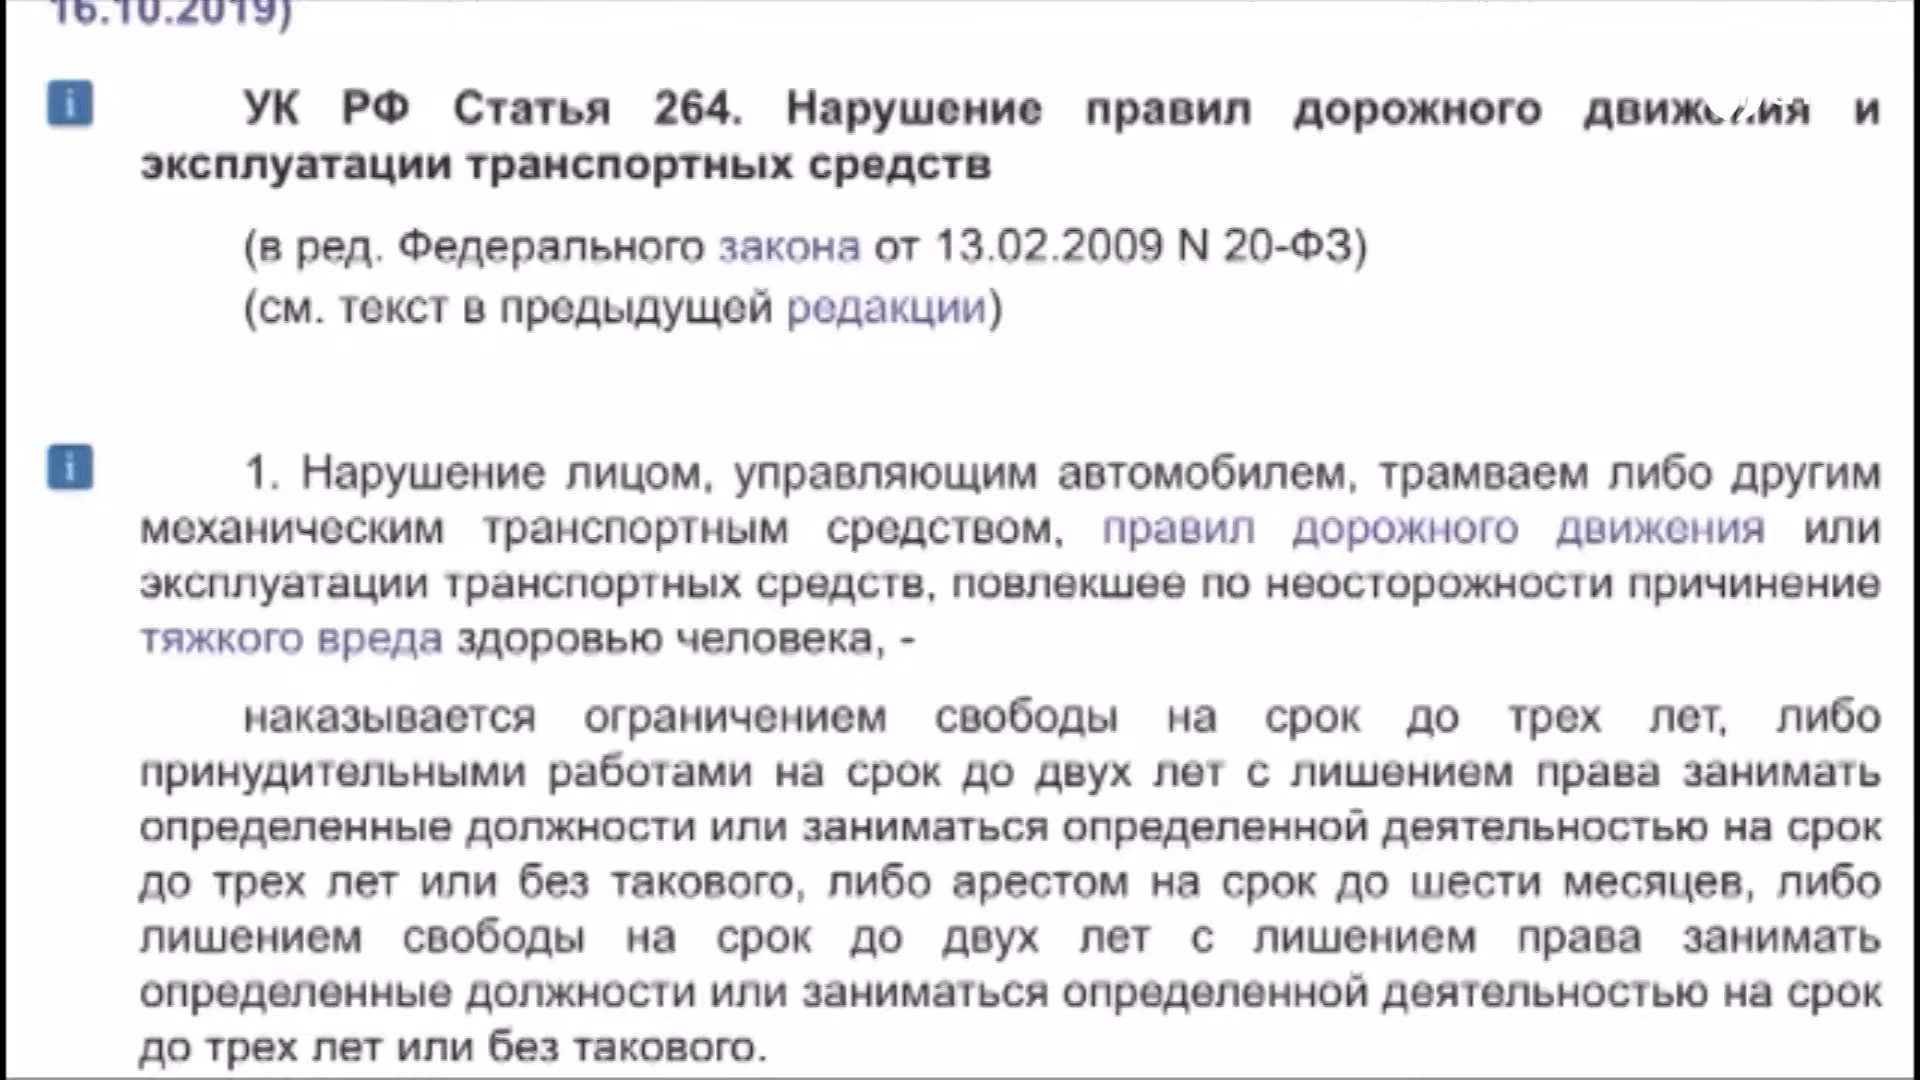 16.10.2019)
УК РФ Статья 264. Нарушение правил дорожного движения и
эксплуатации транспортных средств
(в ред. Федерального закона от 13.02.2009 N 20-ФЗ)
(см. текст в предыдущей редакции)
1. Нарушение лицом, управляющим автомобилем, трамваем либо другим
механическим транспортным средством, правил дорожного движения или
эксплуатации транспортных средств, повлекшее по неосторожности причинение
тяжкого вреда здоровью человека, -
наказывается ограничением свободы на срок до трех лет, либо
принудительными работами на срок до двух лет с лишением права занимать
определенные должности или заниматься определенной деятельностью на срок
до трех лет или без такового, либо арестом на срок до шести месяцев, либо
лишением свободы на срок до двух лет с лишением права занимать
определенные должности или заниматься определенной деятельностью на срок
до трех лет или без такового.